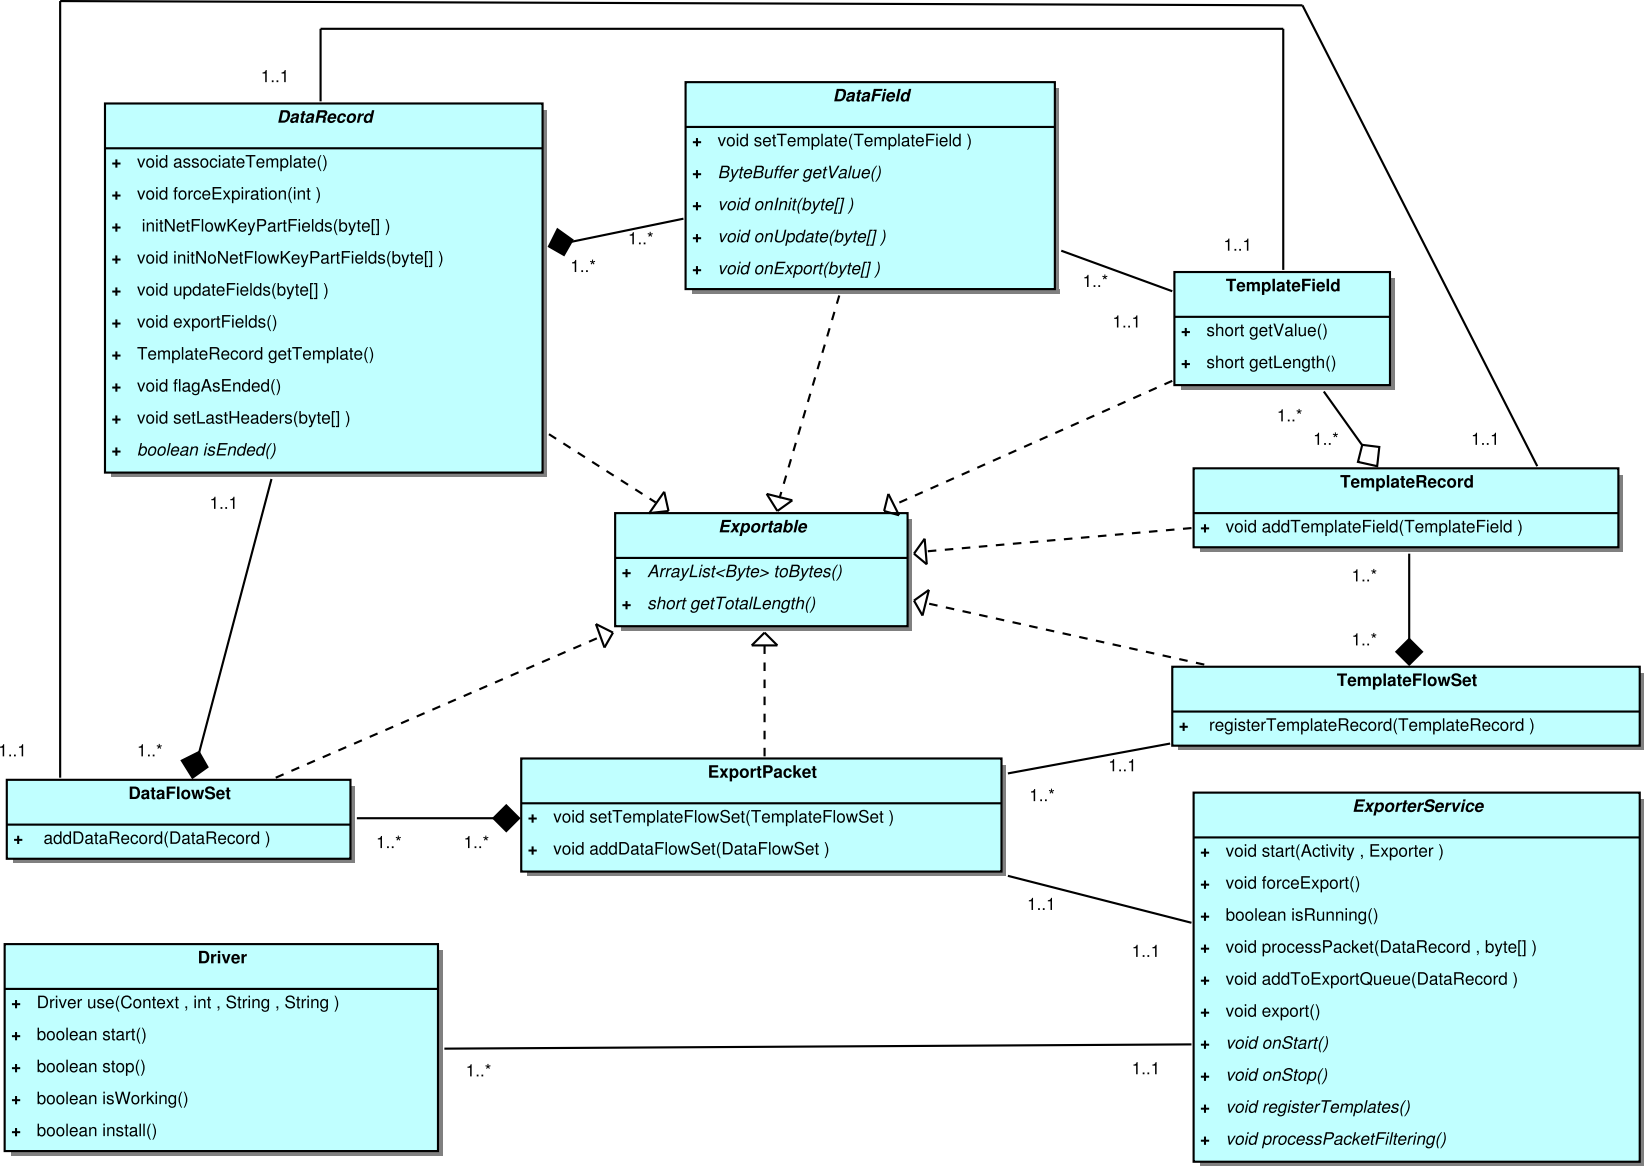 1..1
DataRecord
+ void associateTemplate()
+ void forceExpiration(int )
+ initNetFlowKeyPartFields(byte[] )
+ void initNoNetFlowKeyPartFields(byte[] )
+ void updateFields(byte[] )
+ void exportFields()
+ TemplateRecord getTemplate()
+ void flagAsEnded()
+ void setLastHeaders(byte[] )
+ boolean isEnded()
DataField
+ void setTemplate(TemplateField )
+ ByteBuffer getValue()
+ void onInit(byte[] )
+ void onUpdate(byte[] )
+ void onExport(byte[] )
1..*
1..*
1..1
1..*
1..1
TemplateField
+ short getValue()
+ short getLength()
1..*
1..*
1..1
TemplateRecord
+ void addTemplateField(TemplateField )
1..1
Exportable
+ ArrayList<Byte> toBytes()
+ short getTotalLength()
1..*
1..*
TemplateFlowSet
+ registerTemplateRecord(TemplateRecord )
1..1
1..*
DataFlowSet
+ addDataRecord(DataRecord )
1..*
1..*
ExportPacket
+ void setTemplateFlowSet(TemplateFlowSet )
+ void addDataFlowSet(DataFlowSet )
1..1
1..*
1..1
1..1
ExporterService
+ void start(Activity , Exporter )
+ void forceExport()
+ boolean isRunning()
+ void processPacket(DataRecord , byte[] )
+ void addToExportQueue(DataRecord )
+ void export()
+ void onStart()
+ void onStop()
+ void registerTemplates()
+ void processPacketFiltering()
Driver
+ Driver use(Context , int , String , String )
+ boolean start()
+ boolean stop()
+ boolean isWorking()
+ boolean install()
1..*
1..1